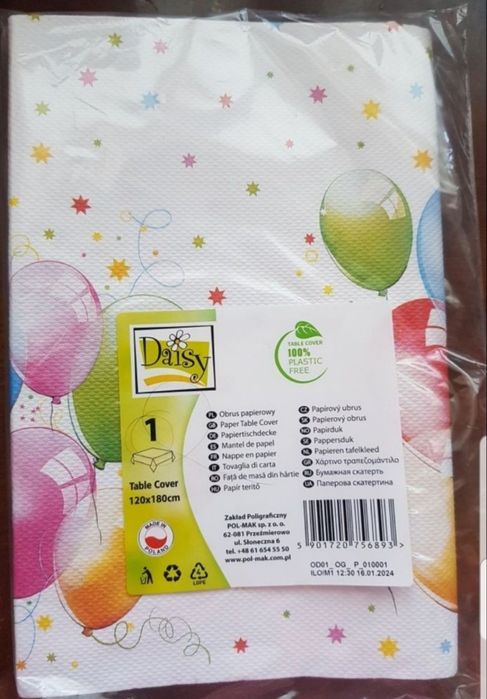 Daisy
TABLE COVER
100%
PLASTIC
FREE
1
Table Cover
120x180cm
PL Obrus papierowy
GB Paper Table Cover
DE Papiertischdecke
ES Mantel de papel
FR Nappe en papier
IT Tovaglia di carta
RO Față de masă din hârtie
HU Papír terítő
CZ Papírový ubrus
SK Papierový obrus
NO Papirduk
SE Pappersduk
NL Papieren tafelkleed
GR Χάρτινο τραπεζομάντιλο
RU Бумажная скатерть
UA Паперова скатертина
MADE IN
POLAND
LDPE
Zakład Poligraficzny
POL-MAK sp. z o. o.
62-081 Przeźmierowo
ul. Słoneczna 6
tel. +48 61 654 55 50
www.pol-mak.com.pl
5 901720 756893 >
OD01_OG_P_010001
ILO/M1 12:30 16.01.2024